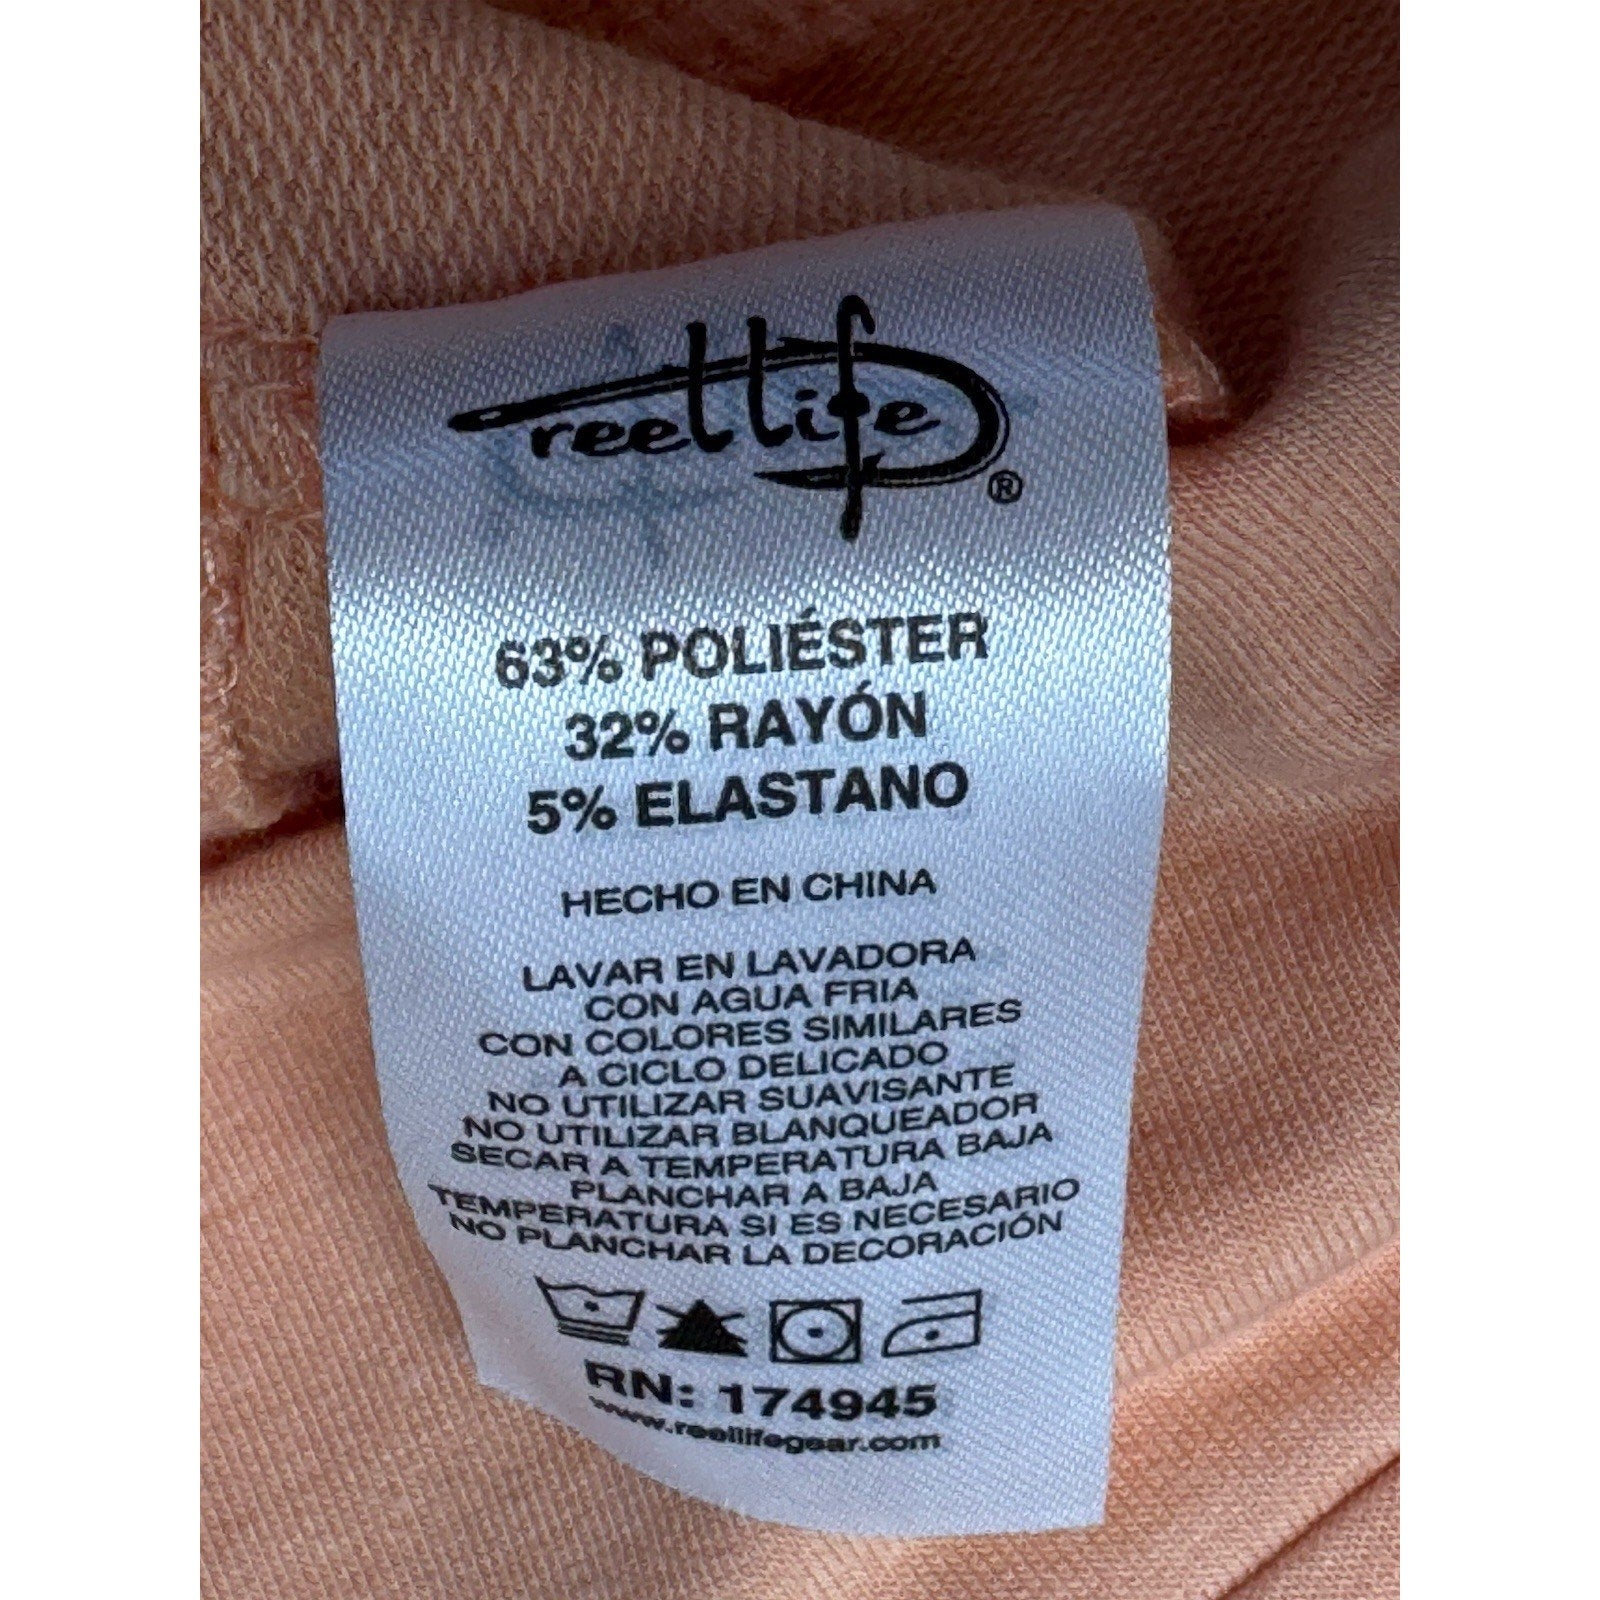 reel life
®
63% POLIÉSTER
32% RAYÓN
5% ELASTANO
HECHO EN CHINA
LAVAR EN LAVADORA
CON AGUA FRIA
CON COLORES SIMILARES
A CICLO DELICADO
NO UTILIZAR SUAVISANTE
NO UTILIZAR BLANQUEADOR
SECAR A TEMPERATURA BAJA
PLANCHAR A BAJA
TEMPERATURA SI ES NECESARIO
NO PLANCHAR LA DECORACIÓN
RN: 174945
www.reellifegear.com